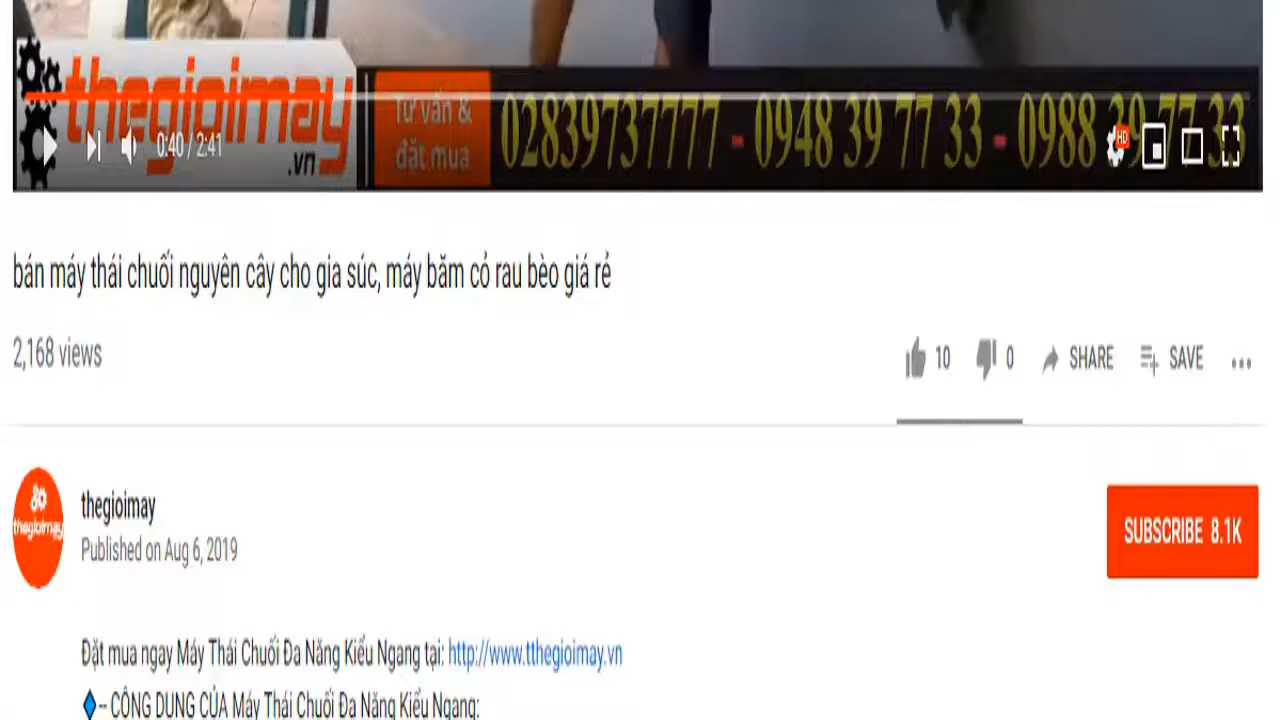 thegioimay
.vn
Tư vấn &
đặt mua
02839737777 - 0948 39 77 33 - 0988 39 77 33
0:40 / 2:41
HD
bán máy thái chuối nguyên cây cho gia súc, máy băm cỏ rau bèo giá rẻ
2,168 views
10 0 SHARE SAVE
thegioimay
thegioimay
Published on Aug 6, 2019
SUBSCRIBE 8.1K
Đặt mua ngay Máy Thái Chuối Đa Năng Kiểu Ngang tại: http://www.tthegioimay.vn
-- CÔNG DỤNG CỦA Máy Thái Chuối Đa Năng Kiểu Ngang: